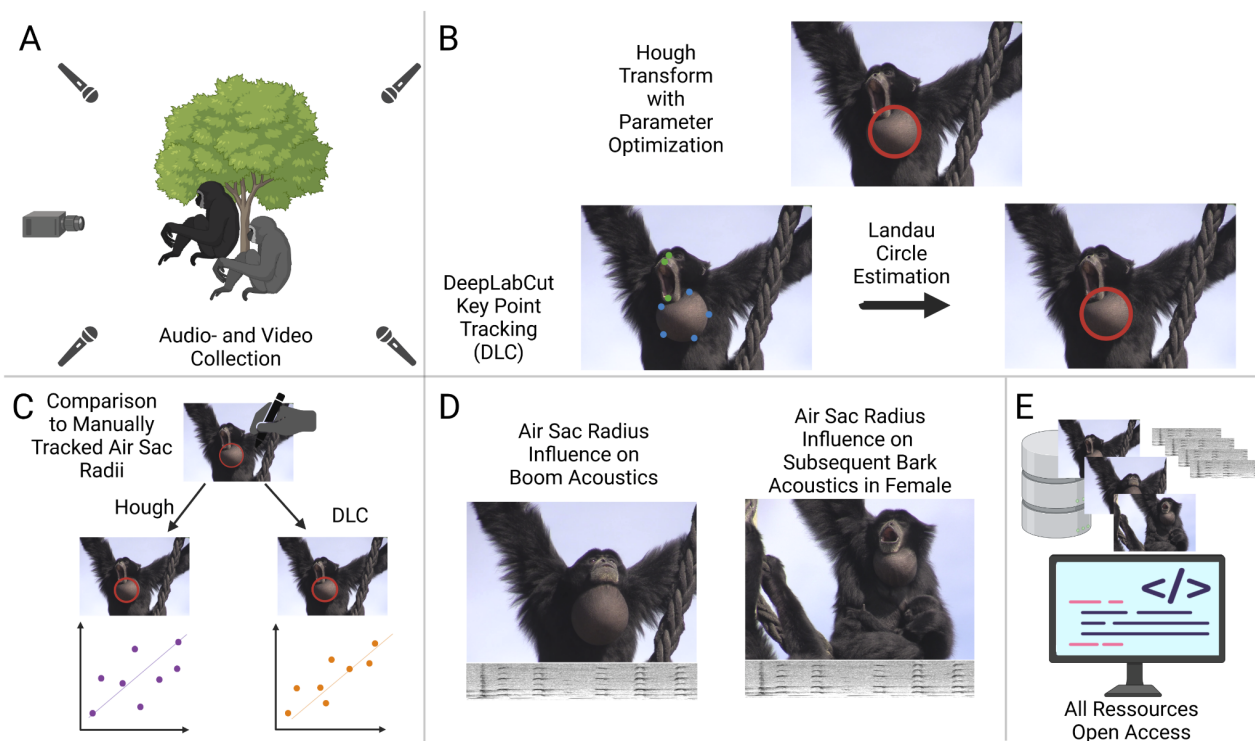 A
Audio- and Video
Collection
B
Hough
Transform
with
Parameter
Optimization
DeepLabCut
Key Point
Tracking
(DLC)
Landau
Circle
Estimation
C
Comparison
to Manually
Tracked Air Sac
Radii
Hough
DLC
D
Air Sac Radius
Influence on
Boom Acoustics
Air Sac Radius
Influence on
Subsequent Bark
Acoustics in Female
E
</>
All Ressources
Open Access